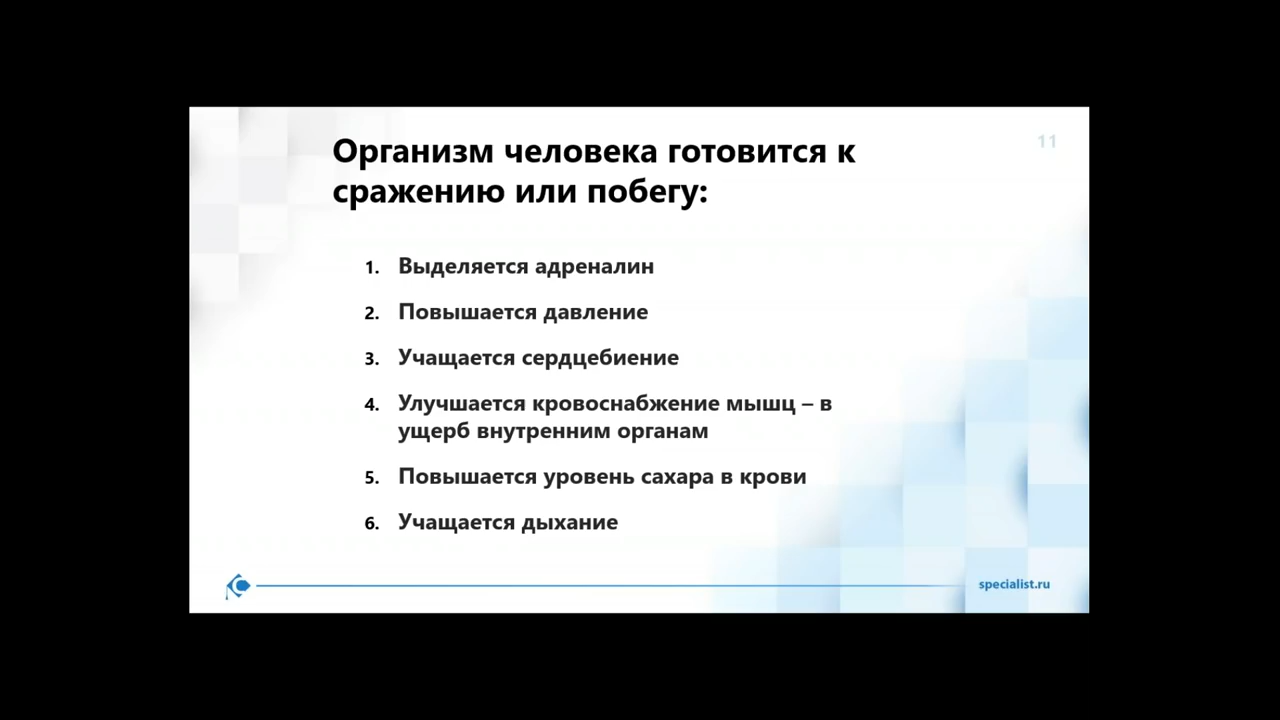 Организм человека готовится к
сражению или побегу:
11
1. Выделяется адреналин
2. Повышается давление
3. Учащается сердцебиение
4. Улучшается кровоснабжение мышц – в
ущерб внутренним органам
5. Повышается уровень сахара в крови
6. Учащается дыхание
specialist.ru